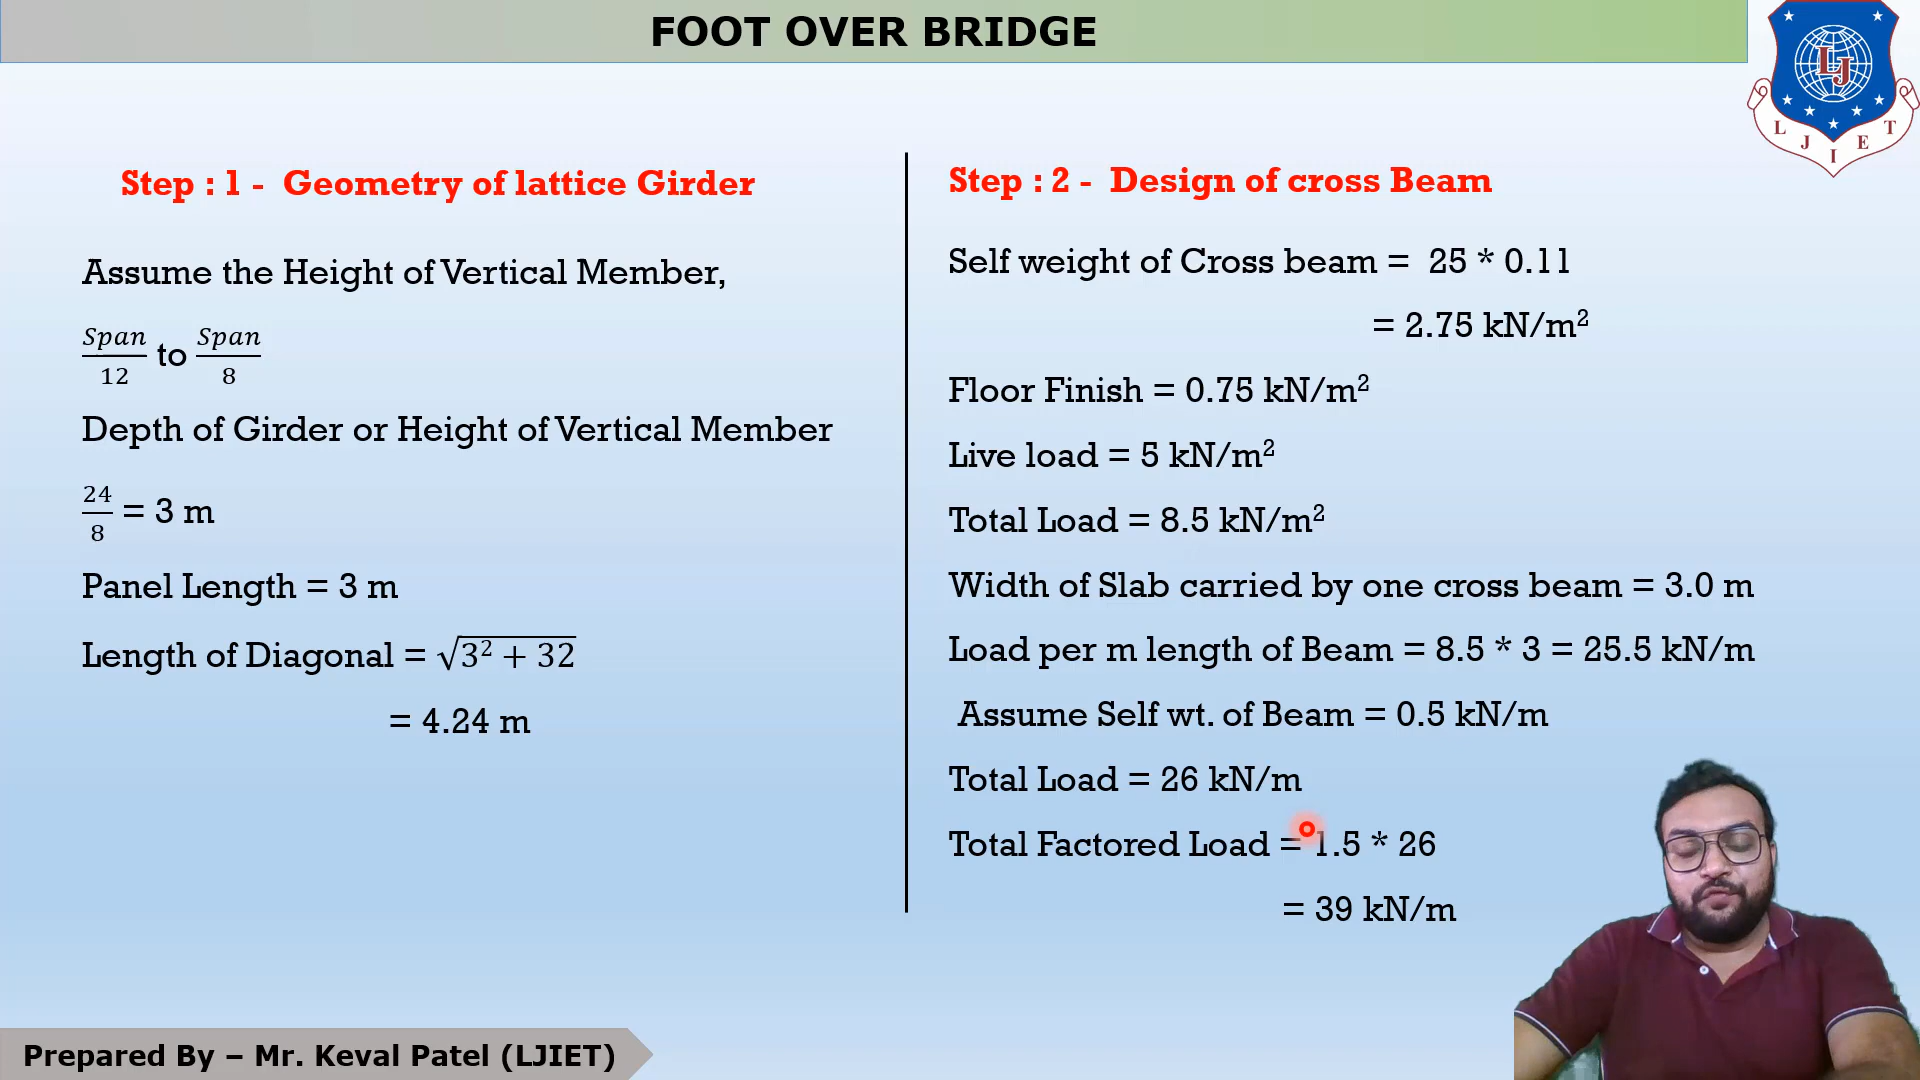 FOOT OVER BRIDGE
LJ
L J I E T
Step : 1 - Geometry of lattice Girder
Assume the Height of Vertical Member,
Span/12 to Span/8
Depth of Girder or Height of Vertical Member
24/8 = 3 m
Panel Length = 3 m
Length of Diagonal = √3² + 32
= 4.24 m
Step : 2 - Design of cross Beam
Self weight of Cross beam = 25 * 0.11
= 2.75 kN/m²
Floor Finish = 0.75 kN/m²
Live load = 5 kN/m²
Total Load = 8.5 kN/m²
Width of Slab carried by one cross beam = 3.0 m
Load per m length of Beam = 8.5 * 3 = 25.5 kN/m
Assume Self wt. of Beam = 0.5 kN/m
Total Load = 26 kN/m
Total Factored Load = 1.5 * 26
= 39 kN/m
Prepared By – Mr. Keval Patel (LJIET)